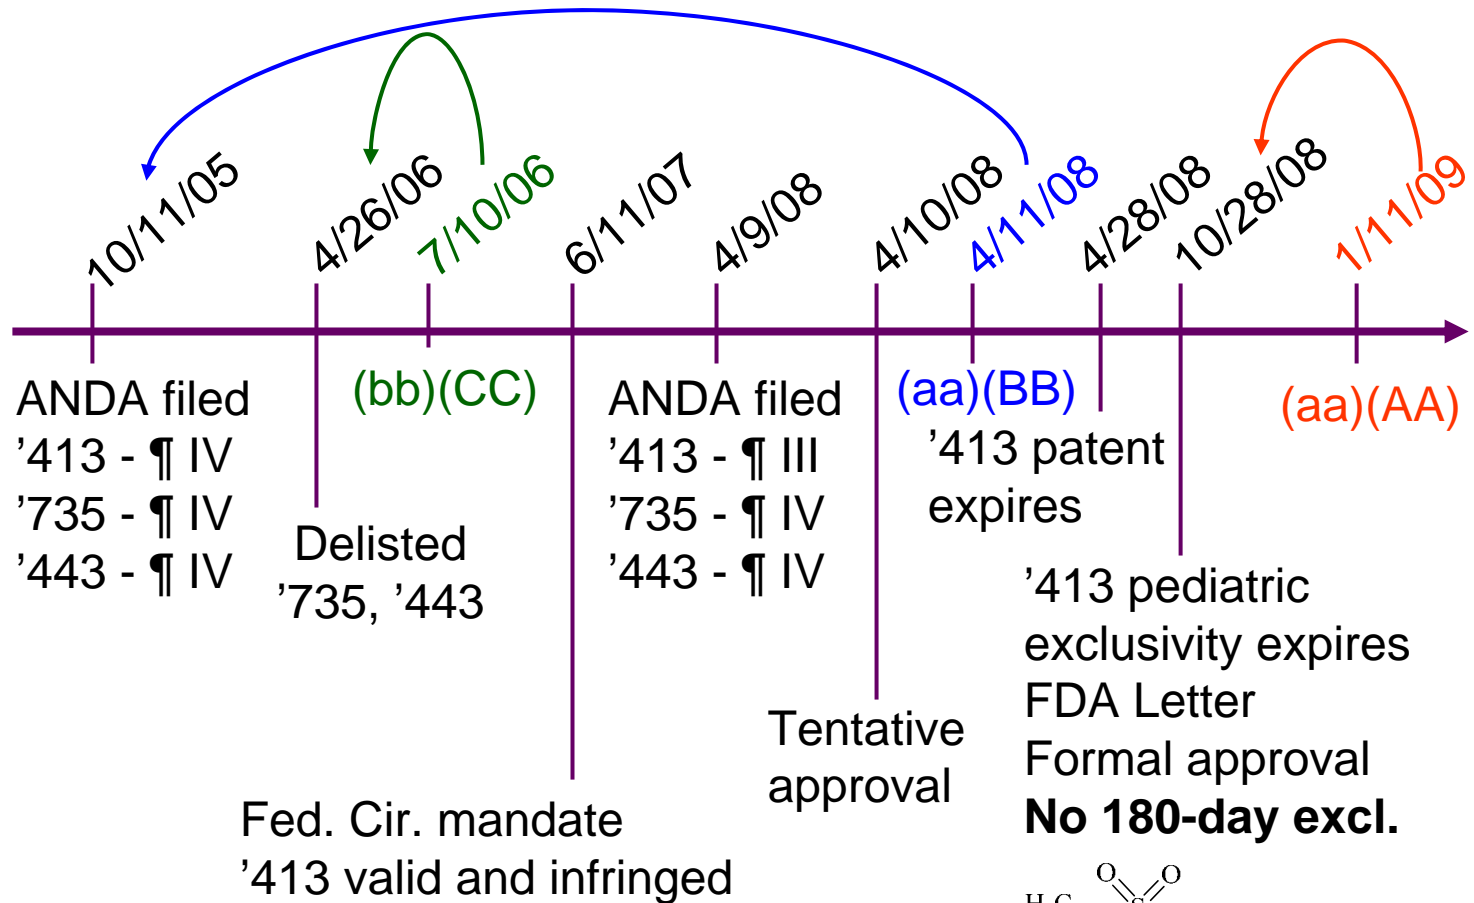 10/11/05
4/26/06
7/10/06
6/11/07
4/9/08
4/10/08
4/11/08
4/28/08
10/28/08
1/11/09
ANDA filed
’413 - ¶ IV
’735 - ¶ IV
’443 - ¶ IV
Delisted
’735, ’443
(bb)(CC)
Fed. Cir. mandate
’413 valid and infringed
ANDA filed
’413 - ¶ III
’735 - ¶ IV
’443 - ¶ IV
Tentative
approval
(aa)(BB)
’413 patent
expires
’413 pediatric
exclusivity expires
FDA Letter
Formal approval
No 180-day excl.
(aa)(AA)
O O